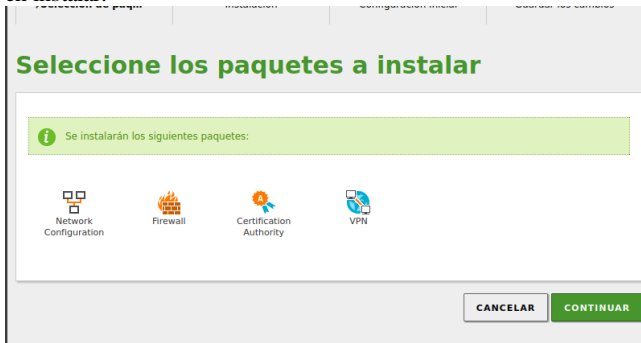 Seleccione los paquetes a instalar
Se instalarán los siguientes paquetes:
Network
Configuration
Firewall
Certification
Authority
VPN
CANCELAR
CONTINUAR